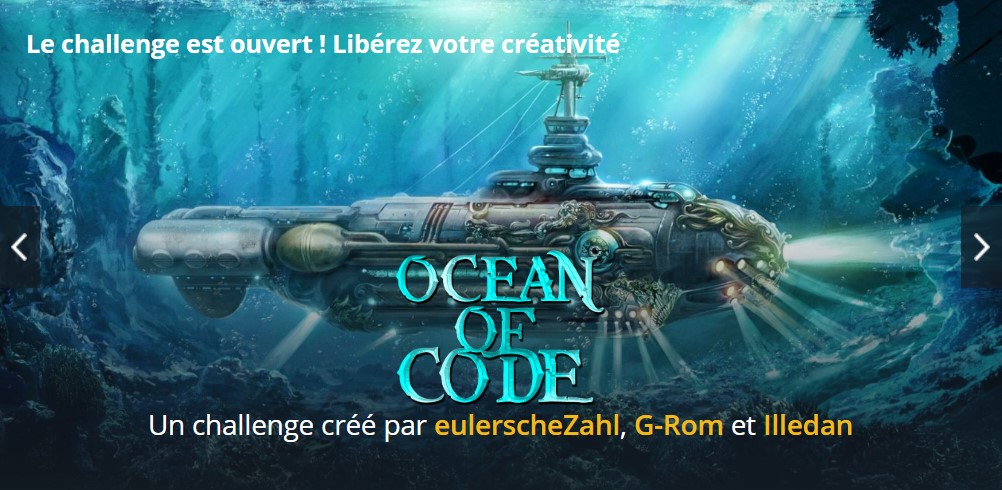 Le challenge est ouvert ! Libérez votre créativité
OCEAN
OF
CODE
Un challenge créé par eulerscheZahl, G-Rom et Illedan